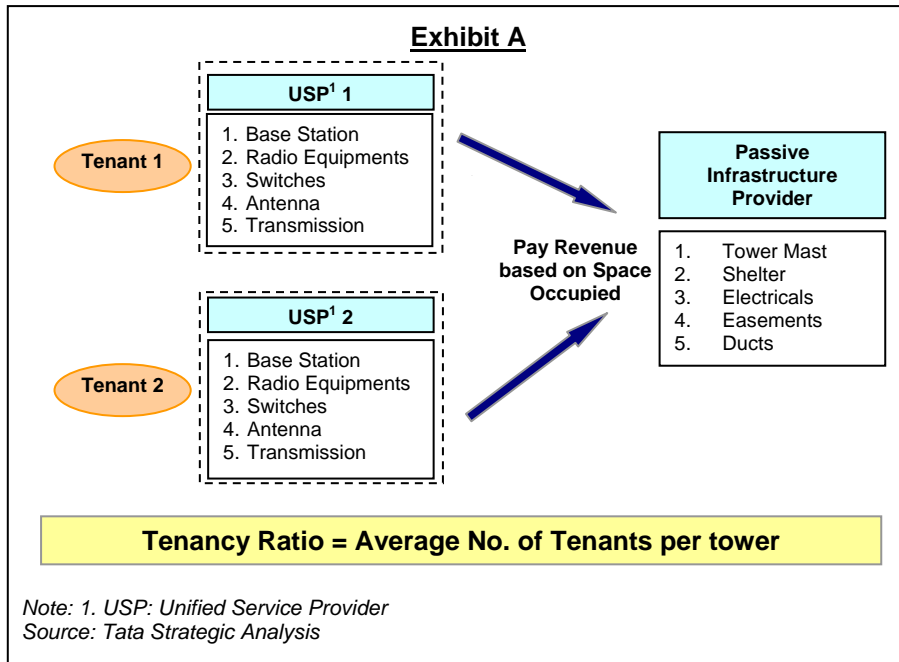 Exhibit A
USP¹ 1
Tenant 1
1. Base Station
2. Radio Equipments
3. Switches
4. Antenna
5. Transmission
Passive
Infrastructure
Provider
Pay Revenue
based on Space
Occupied
1. Tower Mast
2. Shelter
3. Electricals
4. Easements
5. Ducts
USP¹ 2
Tenant 2
1. Base Station
2. Radio Equipments
3. Switches
4. Antenna
5. Transmission
Tenancy Ratio = Average No. of Tenants per tower
Note: 1. USP: Unified Service Provider
Source: Tata Strategic Analysis